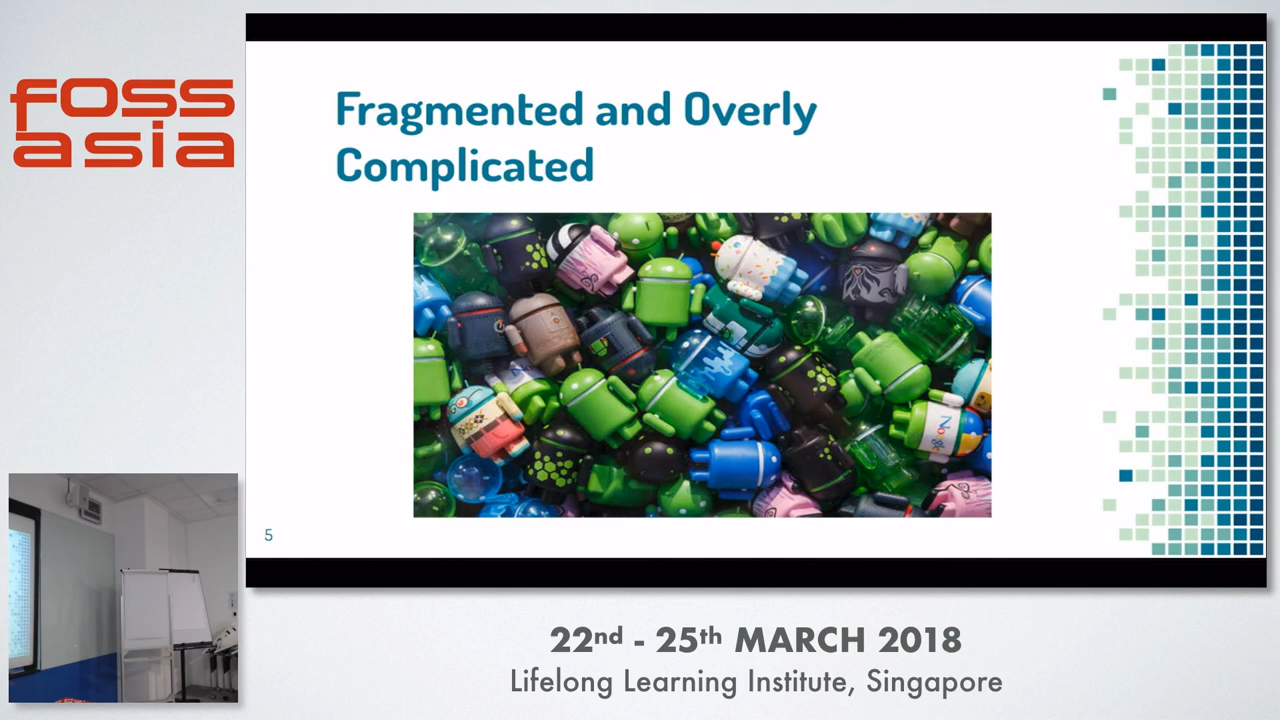 foss
asia
Fragmented and Overly
Complicated
5
22nd - 25th MARCH 2018
Lifelong Learning Institute, Singapore